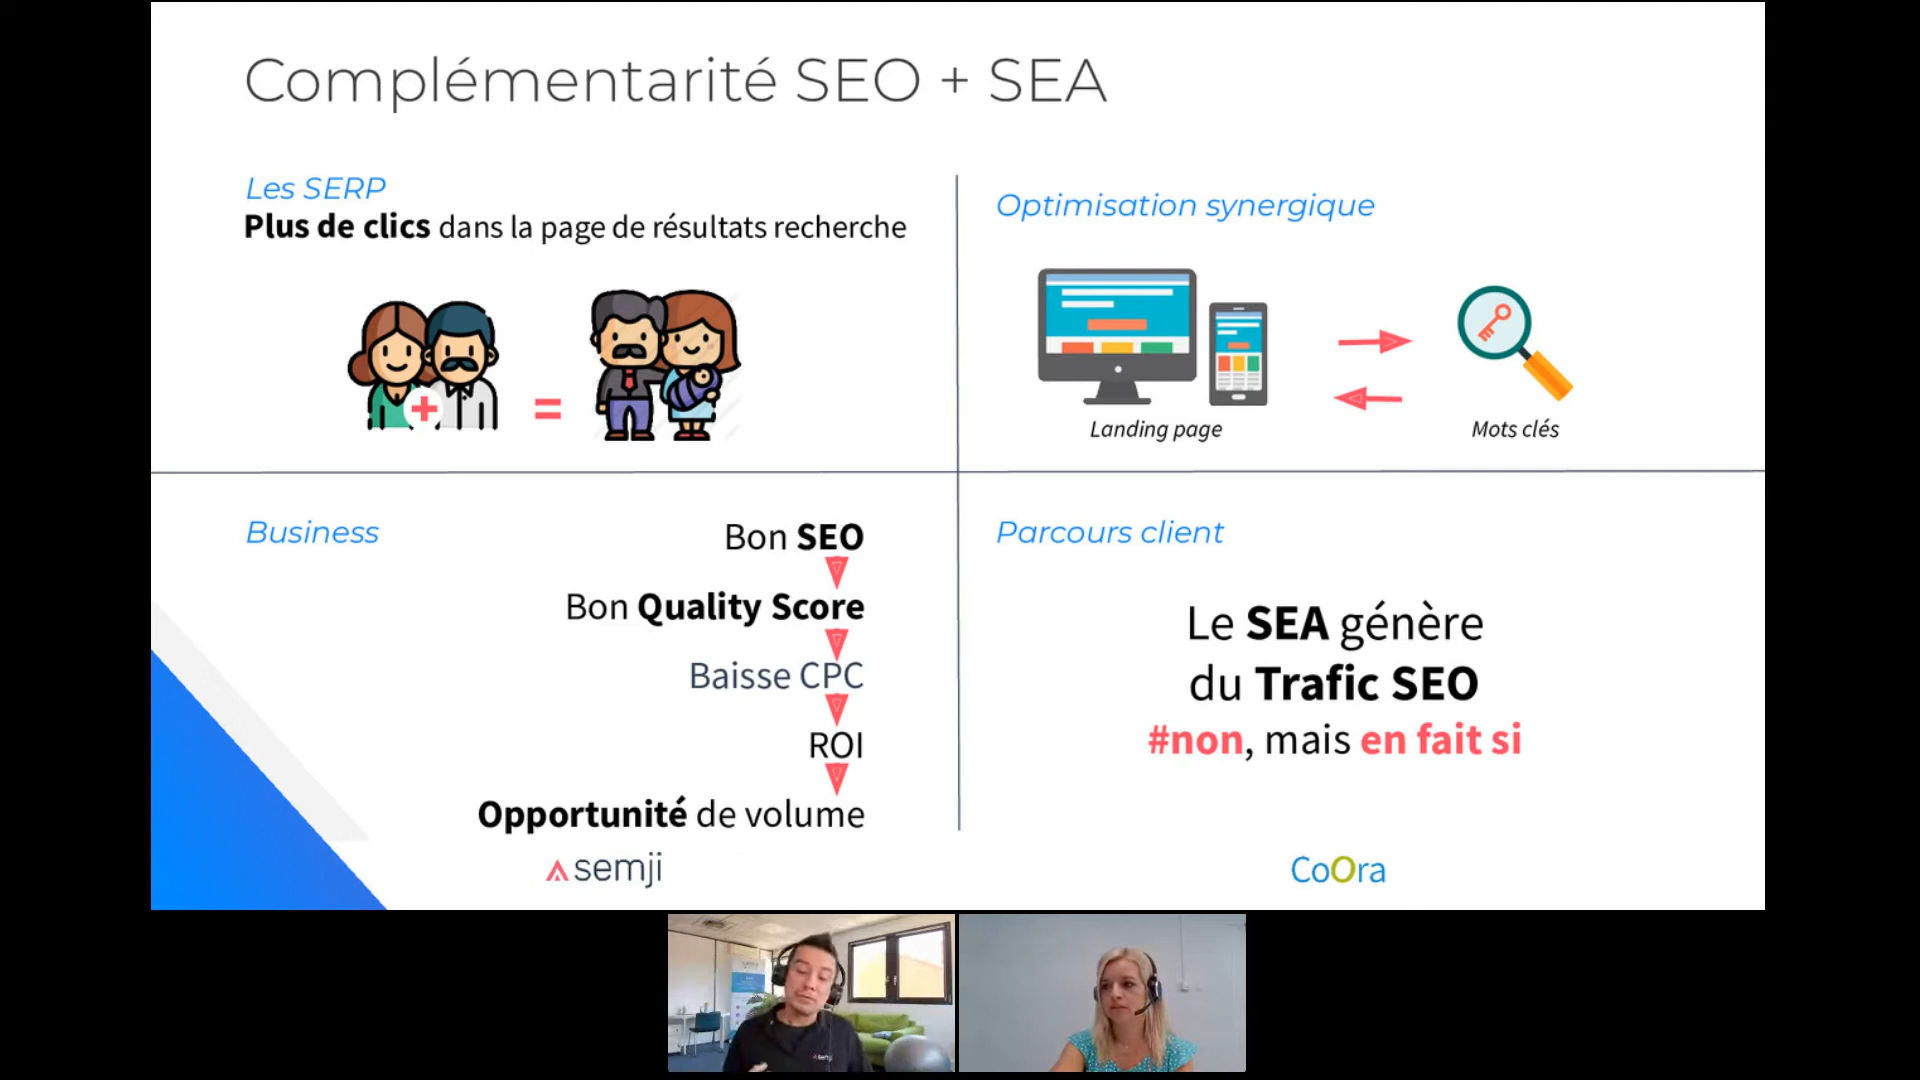 Complémentarité SEO + SEA
Les SERP
Plus de clics dans la page de résultats recherche
+
=
Optimisation synergique
Landing page
Mots clés
Business
Bon SEO
Bon Quality Score
Baisse CPC
ROI
Opportunité de volume
semji
Parcours client
Le SEA génère
du Trafic SEO
#non, mais en fait si
CoOra
semji